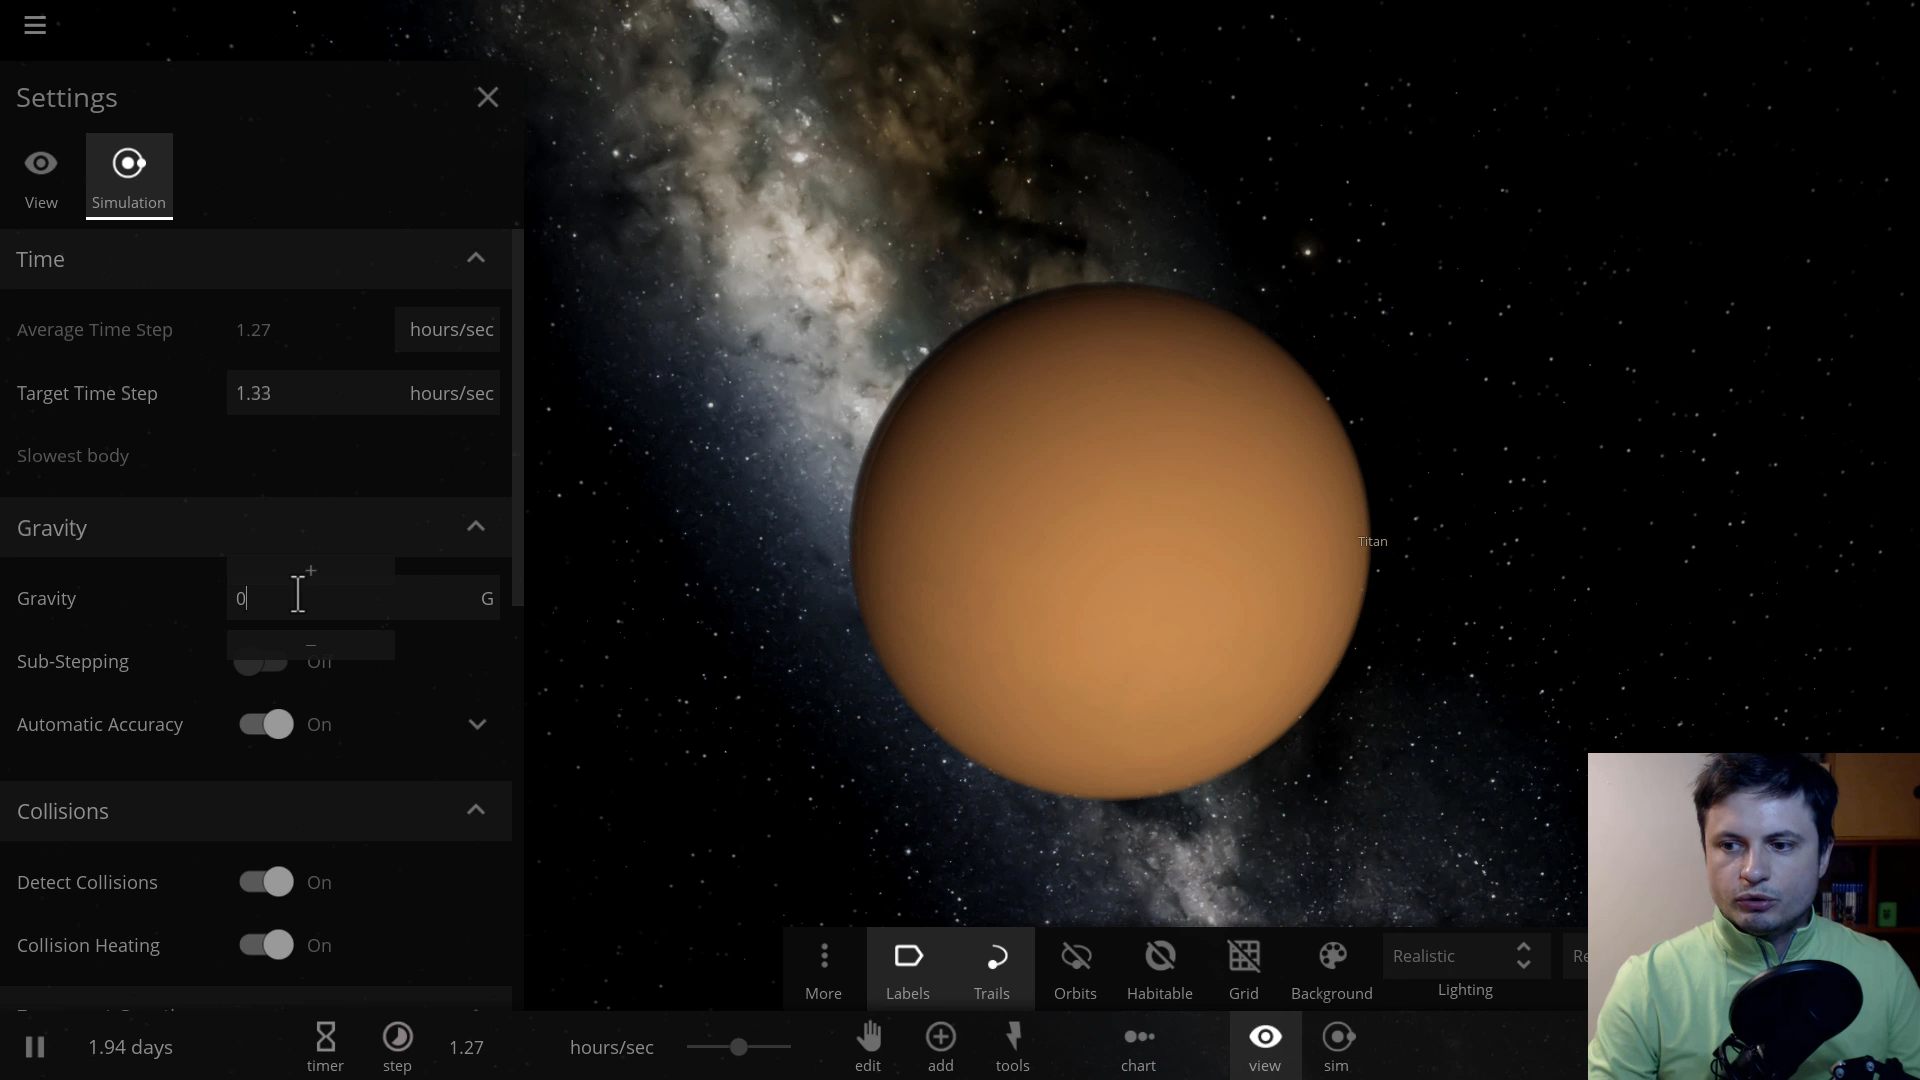 Settings
View
Simulation
Time
Average Time Step 1.27 hours/sec
Target Time Step 1.33 hours/sec
Slowest body
Gravity
+
Gravity 0 G
–
Sub-Stepping Off
Automatic Accuracy On
Collisions
Detect Collisions On
Collision Heating On
Titan
More
Labels
Trails
Orbits
Habitable
Grid
Background
Realistic
Lighting
Re
1.94 days
timer
step
1.27 hours/sec
edit
add
tools
chart
view
sim